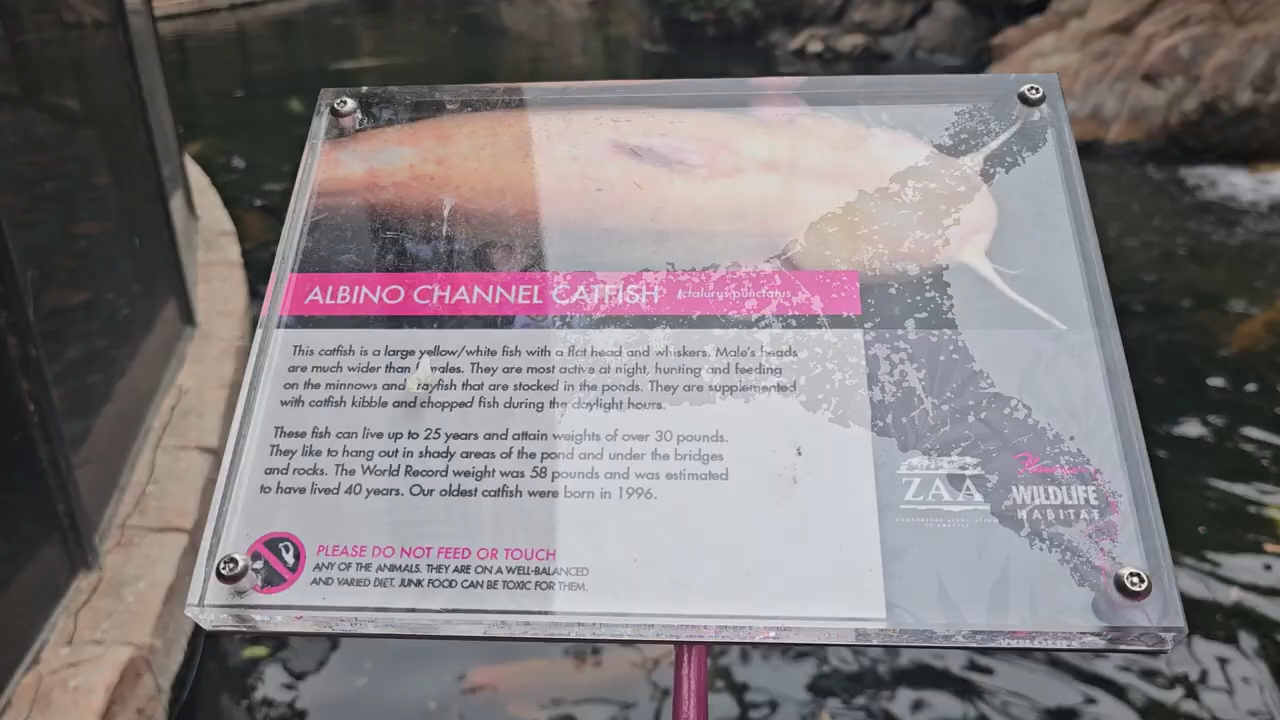 ALBINO CHANNEL CATFISH Ictalurus punctatus
This catfish is a large yellow/white fish with a flat head and whiskers. Male's heads
are much wider than females. They are most active at night, hunting and feeding
on the minnows and crayfish that are stocked in the ponds. They are supplemented
with catfish kibble and chopped fish during the daylight hours.
These fish can live up to 25 years and attain weights of over 30 pounds.
They like to hang out in shady areas of the pond and under the bridges
and rocks. The World Record weight was 58 pounds and was estimated
to have lived 40 years. Our oldest catfish were born in 1996.
PLEASE DO NOT FEED OR TOUCH
ANY OF THE ANIMALS. THEY ARE ON A WELL-BALANCED
AND VARIED DIET. JUNK FOOD CAN BE TOXIC FOR THEM.
ZAA
ZOOLOGICAL ASSOCIATION
OF AMERICA
Flamingo
WILDLIFE
HABITAT